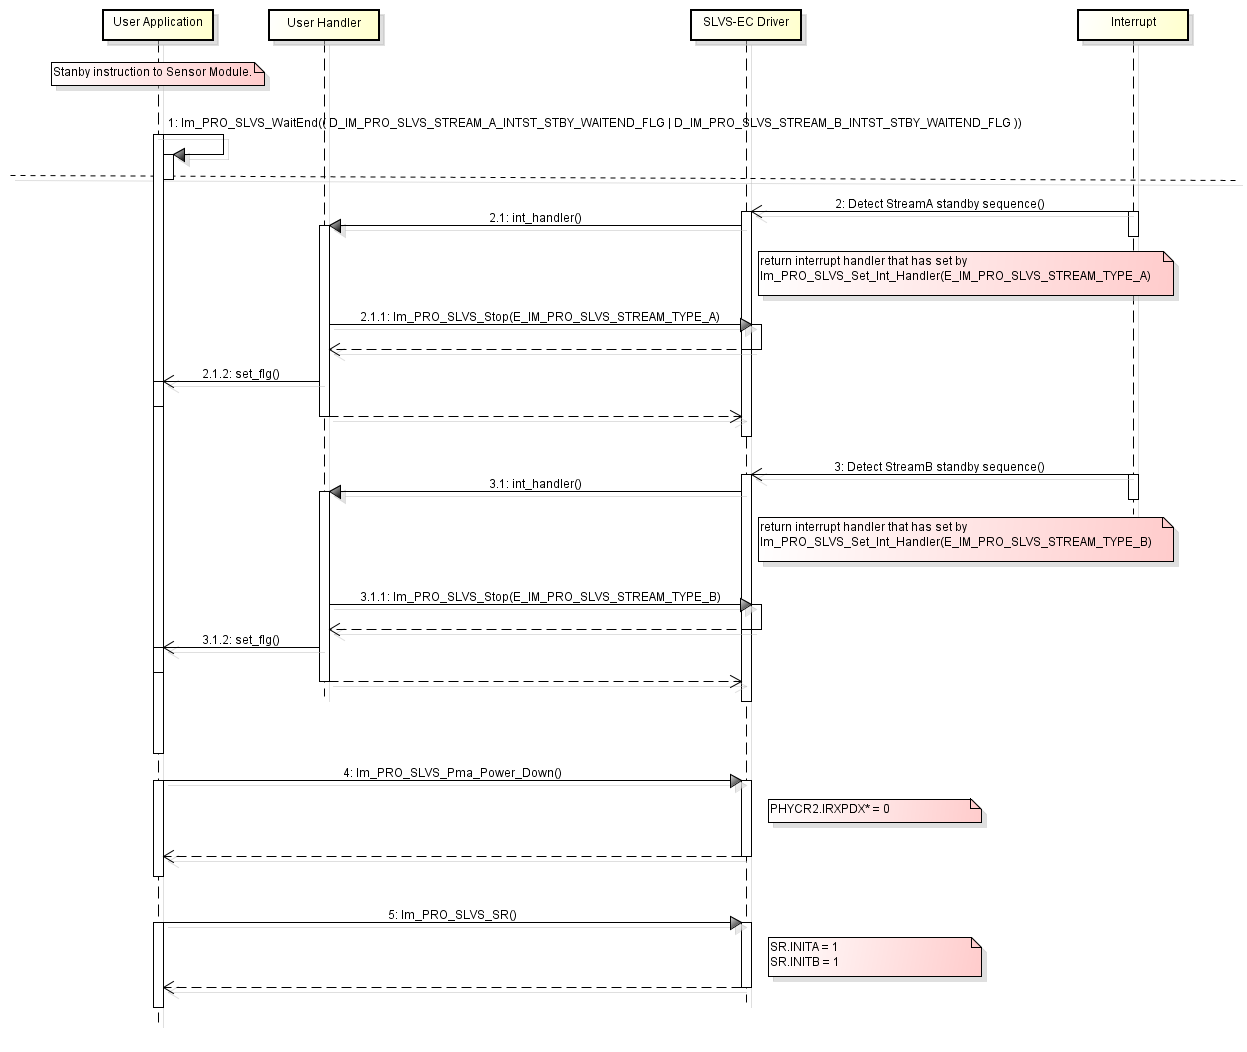 User Application
User Handler
SLVS-EC Driver
Interrupt
Stanby instruction to Sensor Module.
1: Im_PRO_SLVS_WaitEnd(( D_IM_PRO_SLVS_STREAM_A_INTST_STBY_WAITEND_FLG | D_IM_PRO_SLVS_STREAM_B_INTST_STBY_WAITEND_FLG ))
2: Detect StreamA standby sequence()
2.1: int_handler()
return interrupt handler that has set by
Im_PRO_SLVS_Set_Int_Handler(E_IM_PRO_SLVS_STREAM_TYPE_A)
2.1.1: Im_PRO_SLVS_Stop(E_IM_PRO_SLVS_STREAM_TYPE_A)
2.1.2: set_flg()
3: Detect StreamB standby sequence()
3.1: int_handler()
return interrupt handler that has set by
Im_PRO_SLVS_Set_Int_Handler(E_IM_PRO_SLVS_STREAM_TYPE_B)
3.1.1: Im_PRO_SLVS_Stop(E_IM_PRO_SLVS_STREAM_TYPE_B)
3.1.2: set_flg()
4: Im_PRO_SLVS_Pma_Power_Down()
PHYCR2.IRXPDX* = 0
5: Im_PRO_SLVS_SR()
SR.INITA = 1
SR.INITB = 1